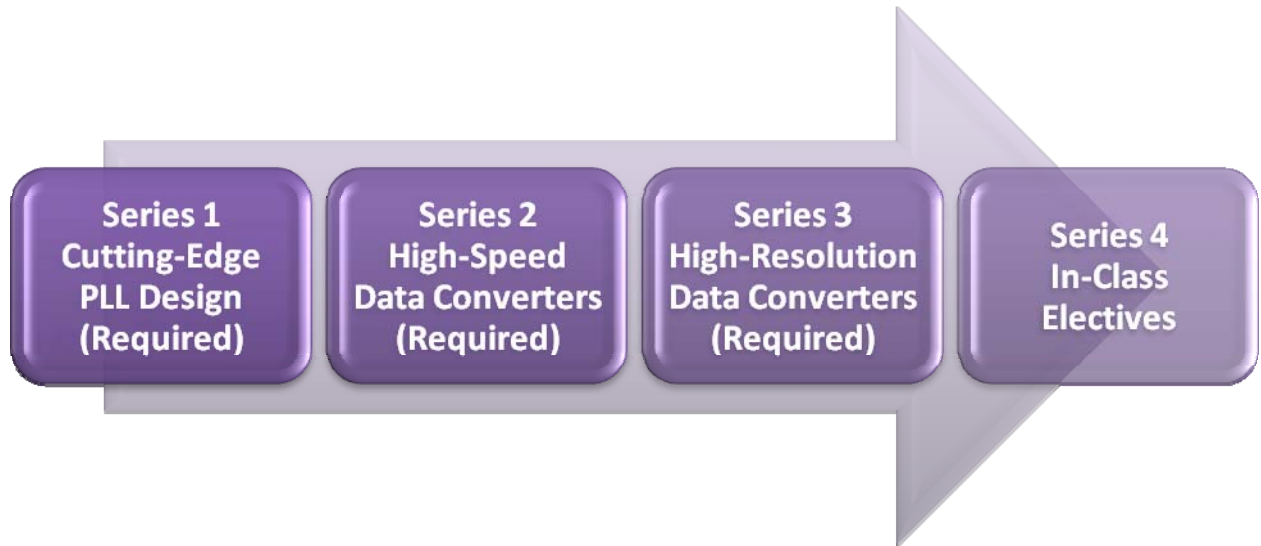 Series 1
Cutting-Edge
PLL Design
(Required)
Series 2
High-Speed
Data Converters
(Required)
Series 3
High-Resolution
Data Converters
(Required)
Series 4
In-Class
Electives